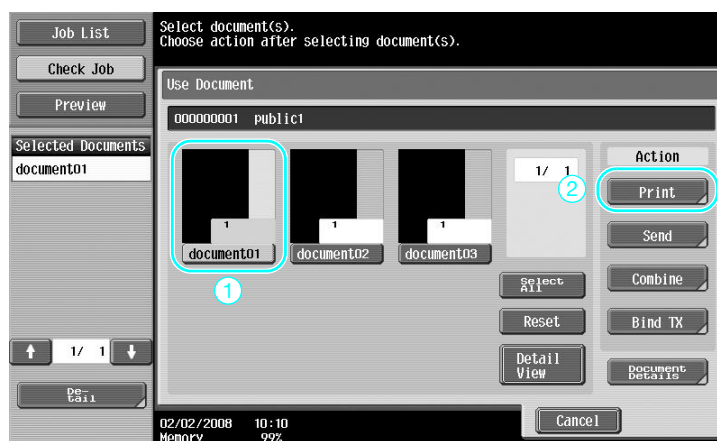 Job List
Check Job
Preview
Selected Documents
document01
1/ 1
De-
tail
Select document(s).
Choose action after selecting document(s).
Use Document
000000001 public1
1
document01
1
document02
1
document03
1
1/ 1
2
Select
All
Reset
Detail
View
Action
Print
Send
Combine
Bind TX
Document
Details
02/02/2008 10:10
Memory 99%
Cancel